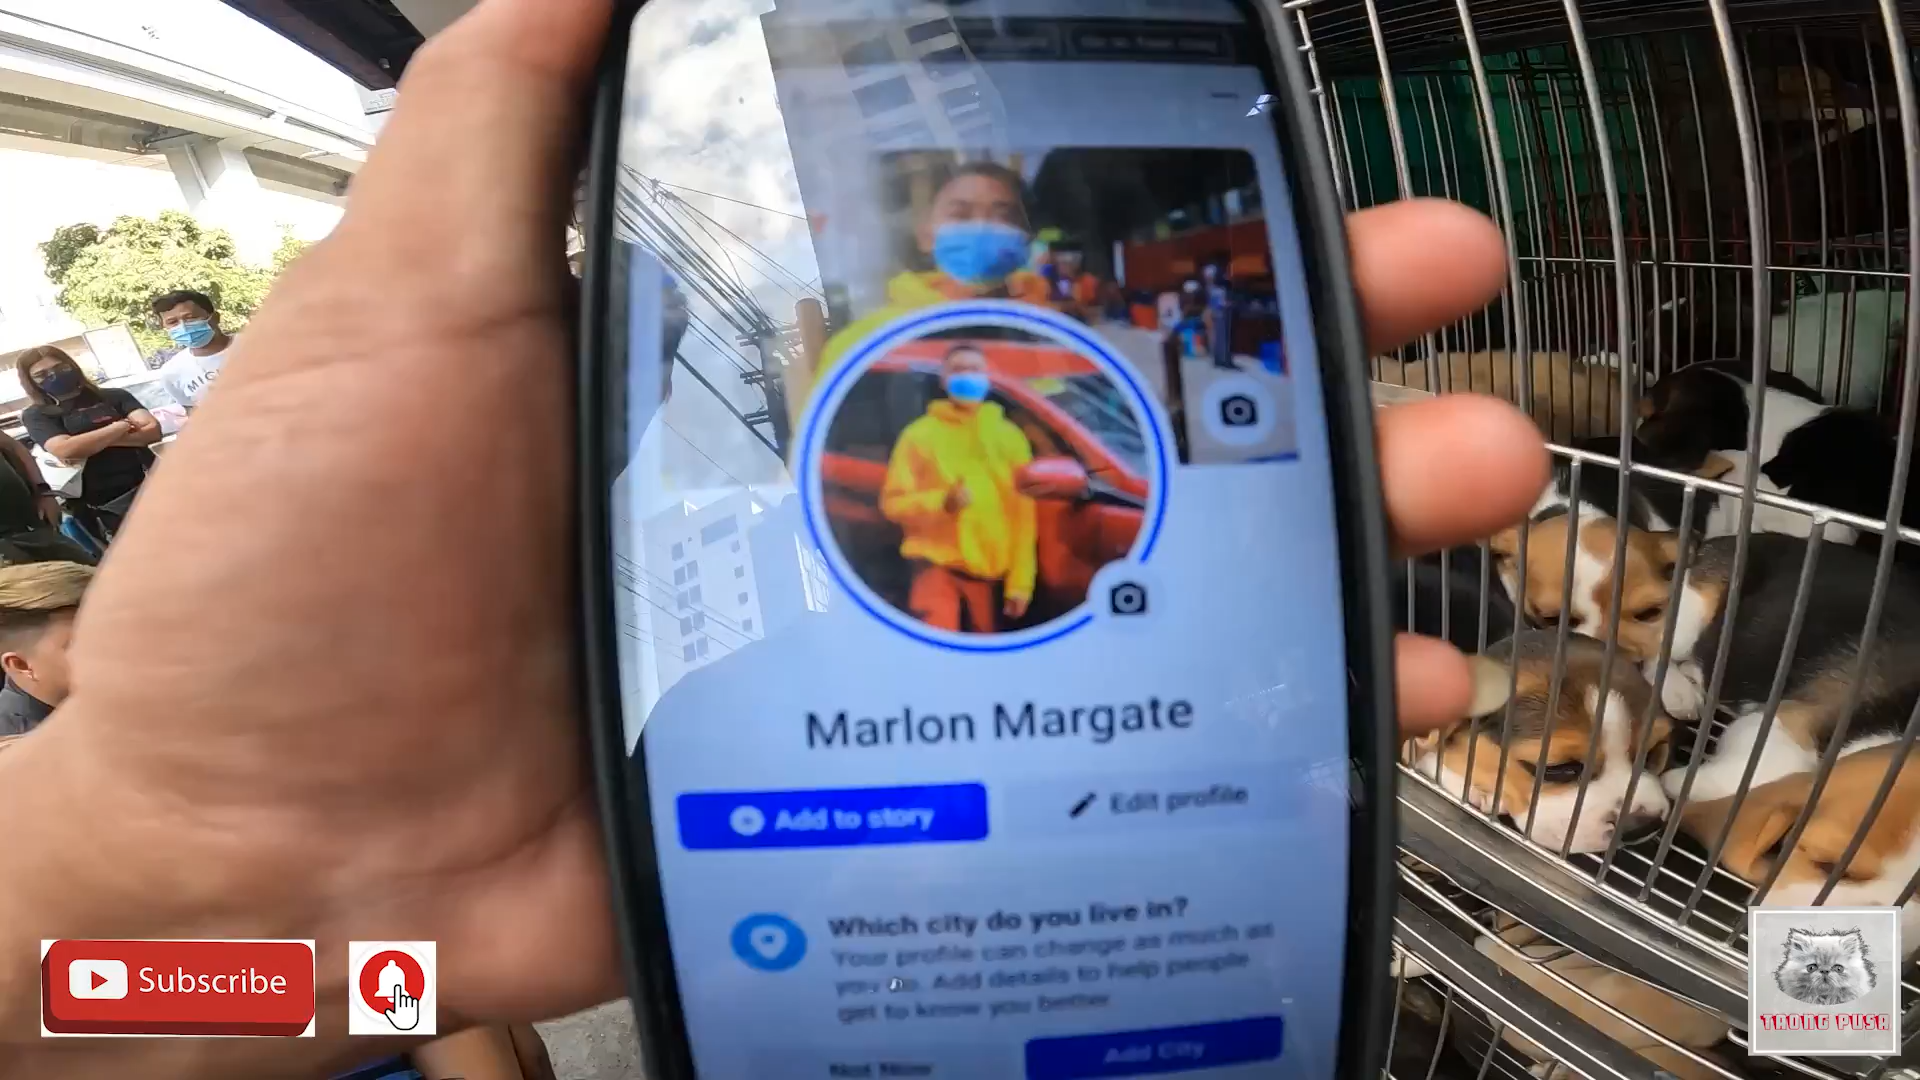 MIC
Marlon Margate
Add to story
Edit profile
Which city do you live in?
Your profile can change as much as
you do. Add details to help people
get to know you better
Not Now
Add City
Subscribe
TAONG PUSA